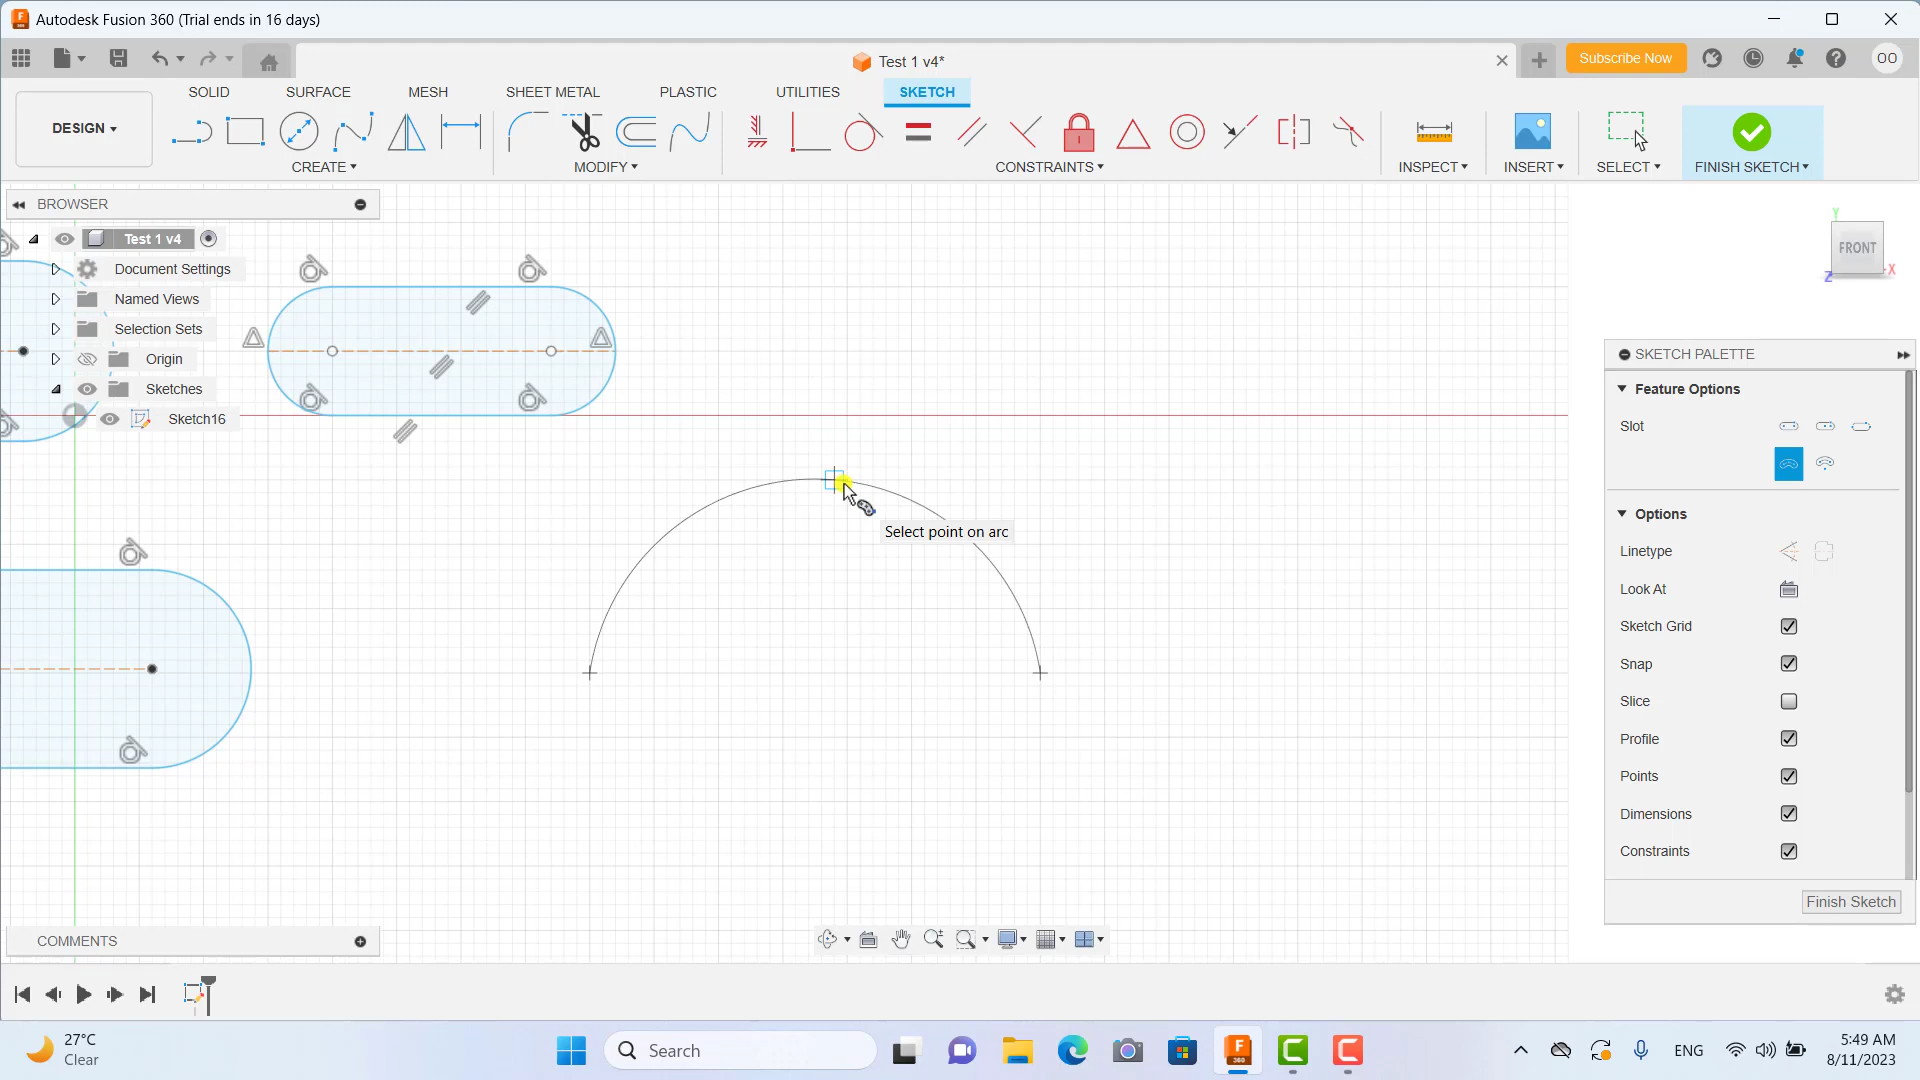 Autodesk Fusion 360 (Trial ends in 16 days)
Test 1 v4*
Subscribe Now
OO
DESIGN
SOLID
SURFACE
MESH
SHEET METAL
PLASTIC
UTILITIES
SKETCH
CREATE
MODIFY
CONSTRAINTS
INSPECT
INSERT
SELECT
FINISH SKETCH
BROWSER
Test 1 v4
Document Settings
Named Views
Selection Sets
Origin
Sketches
Sketch16
Y
FRONT
X
Z
Select point on arc
SKETCH PALETTE
Feature Options
Slot
Options
Linetype
Look At
Sketch Grid
Snap
Slice
Profile
Points
Dimensions
Constraints
Finish Sketch
COMMENTS
27°C
Clear
Search
F
360
C
C
ENG
5:49 AM
8/11/2023